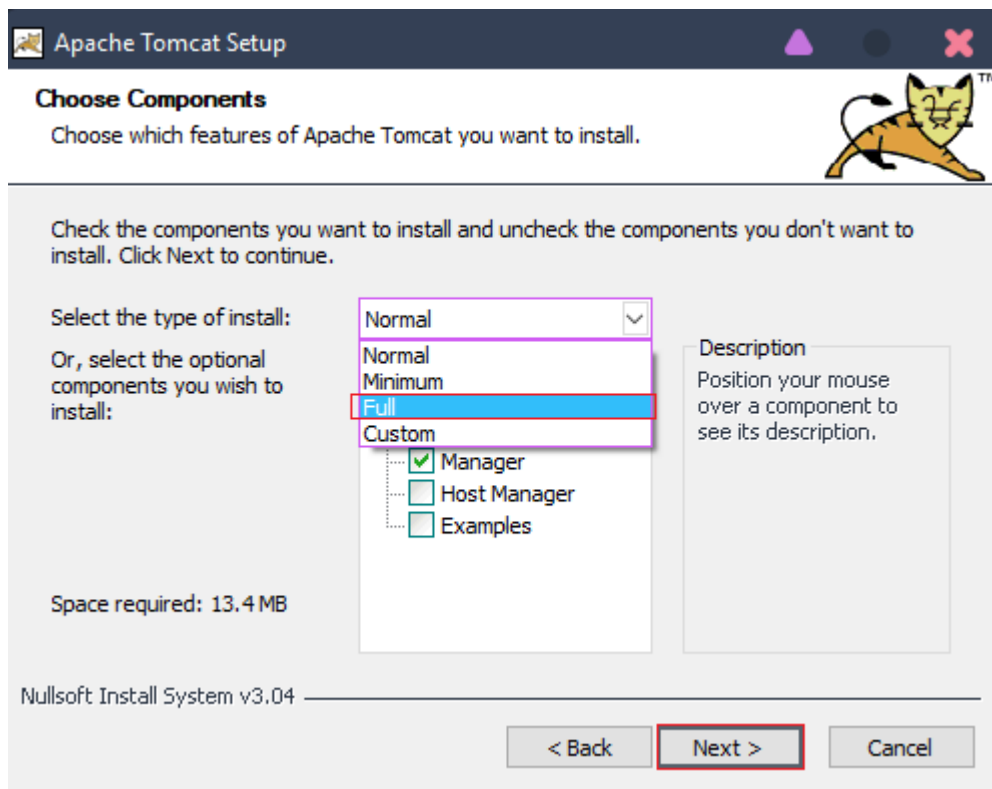 Apache Tomcat Setup
Choose Components
Choose which features of Apache Tomcat you want to install.
TM
Check the components you want to install and uncheck the components you don't want to
install. Click Next to continue.
Select the type of install:
Normal
Or, select the optional
components you wish to
install:
Normal
Minimum
Full
Custom
Manager
Host Manager
Examples
Description
Position your mouse
over a component to
see its description.
Space required: 13.4 MB
Nullsoft Install System v3.04
< Back
Next >
Cancel